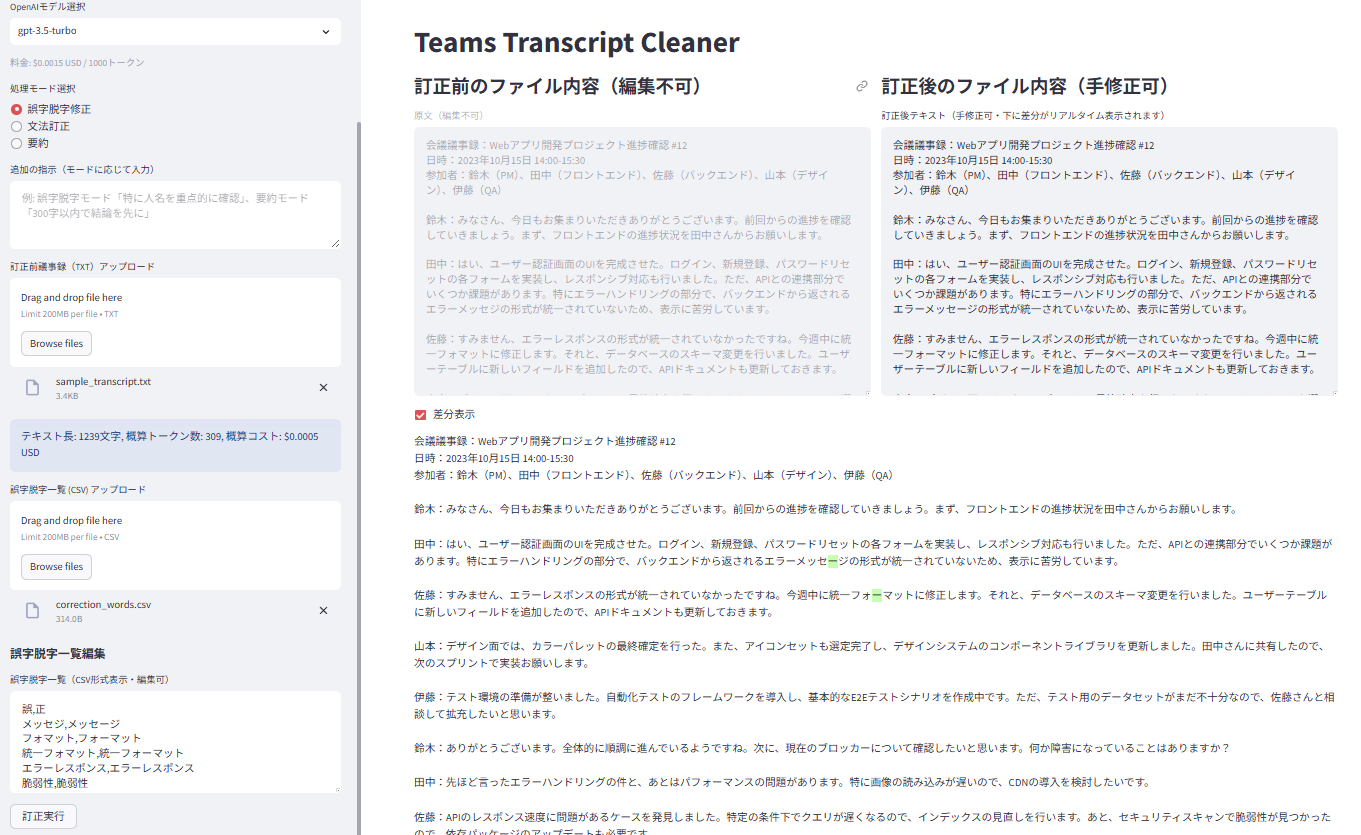 OpenAIモデル選択
gpt-3.5-turbo
料金: $0.0015 USD / 1000トークン
処理モード選択
誤字脱字修正
文法訂正
要約
追加の指示（モードに応じて入力）
例: 誤字脱字モード「特に人名を重点的に確認」、要約モード
「300字以内で結論を先に」
訂正前議事録（TXT）アップロード
Drag and drop file here
Limit 200MB per file • TXT
Browse files
sample_transcript.txt
3.4KB
テキスト長: 1239文字, 概算トークン数: 309, 概算コスト: $0.0005
USD
誤字脱字一覧 (CSV) アップロード
Drag and drop file here
Limit 200MB per file • CSV
Browse files
correction_words.csv
314.0B
誤字脱字一覧編集
誤字脱字一覧（CSV形式表示・編集可）
誤,正
メッセジ,メッセージ
フォマット,フォーマット
統一フォマット,統一フォーマット
エラーレスポンス,エラーレスポンス
脆弱性,脆弱性
訂正実行
Teams Transcript Cleaner
訂正前のファイル内容（編集不可）
原文（編集不可）
会議議事録：Webアプリ開発プロジェクト進捗確認 #12
日時：2023年10月15日 14:00-15:30
参加者：鈴木（PM）、田中（フロントエンド）、佐藤（バックエンド）、山本（デザイ
ン）、伊藤（QA）
鈴木：みなさん、今日もお集まりいただきありがとうございます。前回からの進捗を確認
していきましょう。まず、フロントエンドの進捗状況を田中さんからお願いします。
田中：はい、ユーザー認証画面のUIを完成させた。ログイン、新規登録、パスワードリセ
ットの各フォームを実装し、レスポンシブ対応も行いました。ただ、APIとの連携部分で
いくつか課題があります。特にエラーハンドリングの部分で、バックエンドから返される
エラーメッセジの形式が統一されていないため、表示に苦労しています。
佐藤：すみません、エラーレスポンスの形式が統一されていなかったですね。今週中に統
一フォマットに修正します。それと、データベースのスキーマ変更を行いました。ユーザ
ーテーブルに新しいフィールドを追加したので、APIドキュメントも更新しておきます。
訂正後のファイル内容（手修正可）
訂正後テキスト（手修正可・下に差分がリアルタイム表示されます）
会議議事録：Webアプリ開発プロジェクト進捗確認 #12
日時：2023年10月15日 14:00-15:30
参加者：鈴木（PM）、田中（フロントエンド）、佐藤（バックエンド）、山本（デザイ
ン）、伊藤（QA）
鈴木：みなさん、今日もお集まりいただきありがとうございます。前回からの進捗を確認
していきましょう。まず、フロントエンドの進捗状況を田中さんからお願いします。
田中：はい、ユーザー認証画面のUIを完成させた。ログイン、新規登録、パスワードリセ
ットの各フォームを実装し、レスポンシブ対応も行いました。ただ、APIとの連携部分で
いくつか課題があります。特にエラーハンドリングの部分で、バックエンドから返される
エラーメッセージの形式が統一されていないため、表示に苦労しています。
佐藤：すみません、エラーレスポンスの形式が統一されていなかったですね。今週中に統
一フォーマットに修正します。それと、データベースのスキーマ変更を行いました。ユー
ザーテーブルに新しいフィールドを追加したので、APIドキュメントも更新しておきます。
差分表示
会議議事録：Webアプリ開発プロジェクト進捗確認 #12
日時：2023年10月15日 14:00-15:30
参加者：鈴木（PM）、田中（フロントエンド）、佐藤（バックエンド）、山本（デザイン）、伊藤（QA）
鈴木：みなさん、今日もお集まりいただきありがとうございます。前回からの進捗を確認していきましょう。まず、フロントエンドの進捗状況を田中さんからお願いします。
田中：はい、ユーザー認証画面のUIを完成させた。ログイン、新規登録、パスワードリセットの各フォームを実装し、レスポンシブ対応も行いました。ただ、APIとの連携部分でいくつか課題が
あります。特にエラーハンドリングの部分で、バックエンドから返されるエラーメッセージの形式が統一されていないため、表示に苦労しています。
佐藤：すみません、エラーレスポンスの形式が統一されていなかったですね。今週中に統一フォーマットに修正します。それと、データベースのスキーマ変更を行いました。ユーザーテーブル
に新しいフィールドを追加したので、APIドキュメントも更新しておきます。
山本：デザイン面では、カラーパレットの最終確定を行った。また、アイコンセットも選定完了し、デザインシステムのコンポーネントライブラリを更新しました。田中さんに共有したので、
次のスプリントで実装お願いします。
伊藤：テスト環境の準備が整いました。自動化テストのフレームワークを導入し、基本的なE2Eテストシナリオを作成中です。ただ、テスト用のデータセットがまだ不十分なので、佐藤さんと相
談して拡充したいと思います。
鈴木：ありがとうございます。全体的に順調に進んでいるようですね。次に、現在のブロッカーについて確認したいと思います。何か障害になっていることはありますか？
田中：先ほど言ったエラーハンドリングの件と、あとはパフォーマンスの問題があります。特に画像の読み込みが遅いので、CDNの導入を検討したいです。
佐藤：APIのレスポンス速度に問題があるケースを発見しました。特定の条件下でクエリが遅くなるので、インデックスの見直しを行います。あと、セキュリティスキャンで脆弱性が見つかった
ので、依存パッケージのアップデートも必要です。